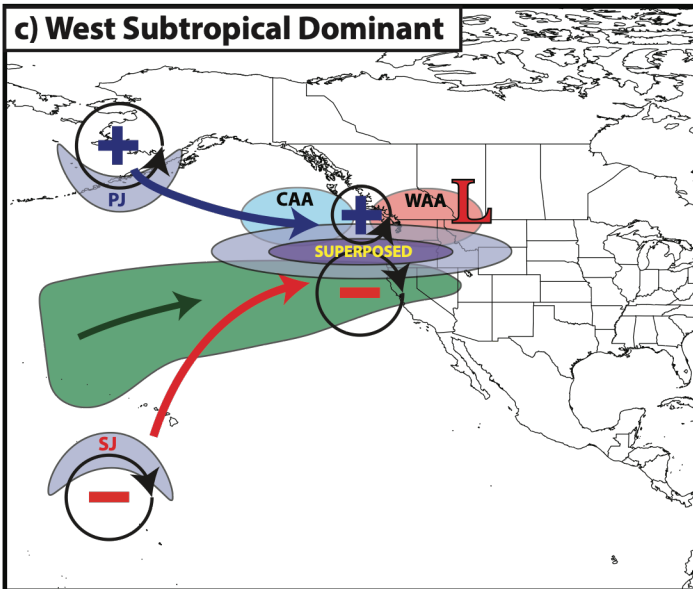 c) West Subtropical Dominant
+
PJ
CAA
+
WAA
L
SUPERPOSED
−
SJ
−